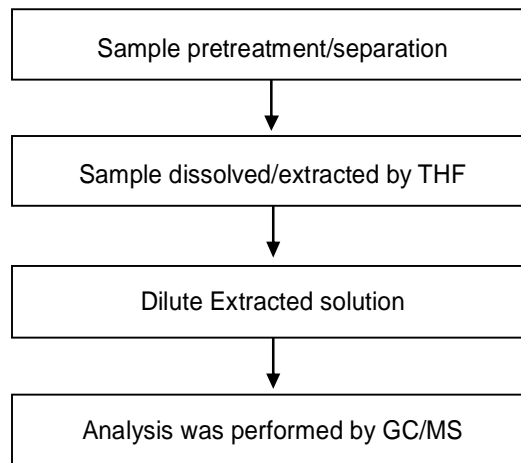 Sample pretreatment/separation
Sample dissolved/extracted by THF
Dilute Extracted solution
Analysis was performed by GC/MS